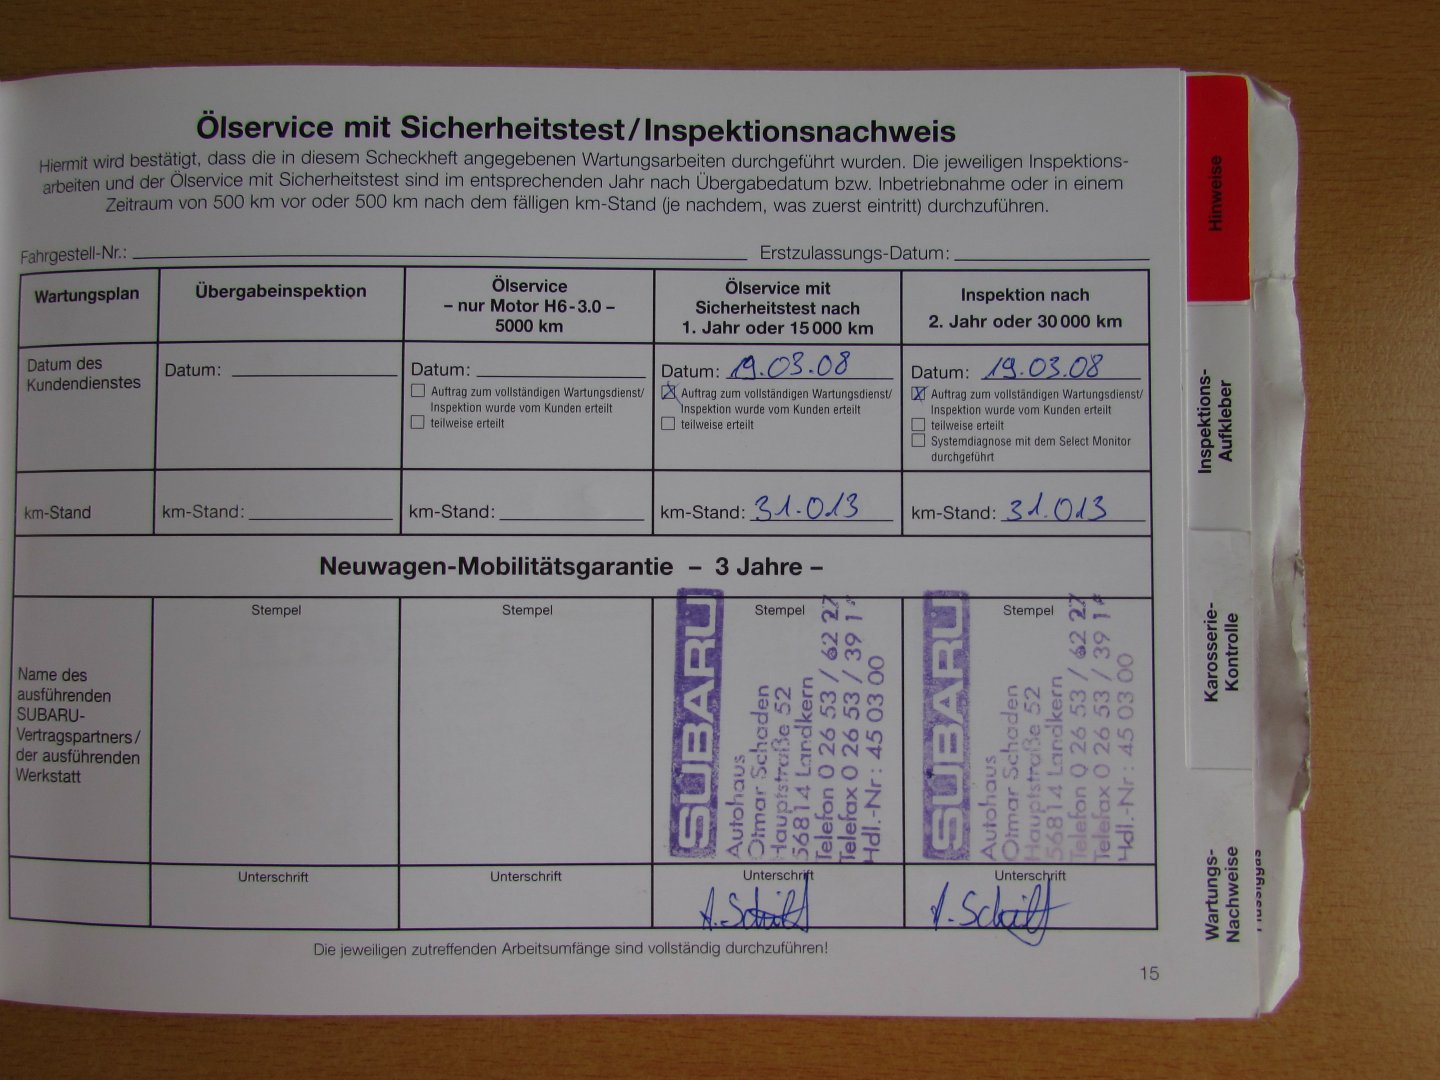 Ölservice mit Sicherheitstest/Inspektionsnachweis
Hiermit wird bestätigt, dass die in diesem Scheckheft angegebenen Wartungsarbeiten durchgeführt wurden. Die jeweiligen Inspektions-
arbeiten und der Ölservice mit Sicherheitstest sind im entsprechenden Jahr nach Übergabedatum bzw. Inbetriebnahme oder in einem
Zeitraum von 500 km vor oder 500 km nach dem fälligen km-Stand (je nachdem, was zuerst eintritt) durchzuführen.
Fahrgestell-Nr.: Erstzulassungs-Datum:
Wartungsplan
Übergabeinspektion
Ölservice
– nur Motor H6-3.0 –
5000 km
Ölservice mit
Sicherheitstest nach
1. Jahr oder 15 000 km
Inspektion nach
2. Jahr oder 30 000 km
Datum des
Kundendienstes
Datum:
Datum:
Auftrag zum vollständigen Wartungsdienst/
Inspektion wurde vom Kunden erteilt
teilweise erteilt
Datum: 19.03.08
Auftrag zum vollständigen Wartungsdienst/
Inspektion wurde vom Kunden erteilt
teilweise erteilt
Datum: 19.03.08
Auftrag zum vollständigen Wartungsdienst/
Inspektion wurde vom Kunden erteilt
teilweise erteilt
Systemdiagnose mit dem Select Monitor
durchgeführt
km-Stand
km-Stand:
km-Stand:
km-Stand: 31.013
km-Stand: 31.013
Neuwagen-Mobilitätsgarantie – 3 Jahre –
Name des
ausführenden
SUBARU-
Vertragspartners/
der ausführenden
Werkstatt
Stempel
Stempel
Stempel
SUBARU
Autohaus
Otmar Schaden
Hauptstraße 52
56814 Landkern
Telefon 0 26 53 / 62 27
Telefax 0 26 53 / 39 1
Hdl.-Nr: 45 03 00
Stempel
SUBARU
Autohaus
Otmar Schaden
Hauptstraße 52
56814 Landkern
Telefon 0 26 53 / 62 27
Telefax 0 26 53 / 39 1
Hdl.-Nr: 45 03 00
Unterschrift
Unterschrift
Unterschrift
Unterschrift
Die jeweiligen zutreffenden Arbeitsumfänge sind vollständig durchzuführen!
15
Hinweise
Inspektions-
Aufkleber
Karosserie-
Kontrolle
Wartungs-
Nachweise